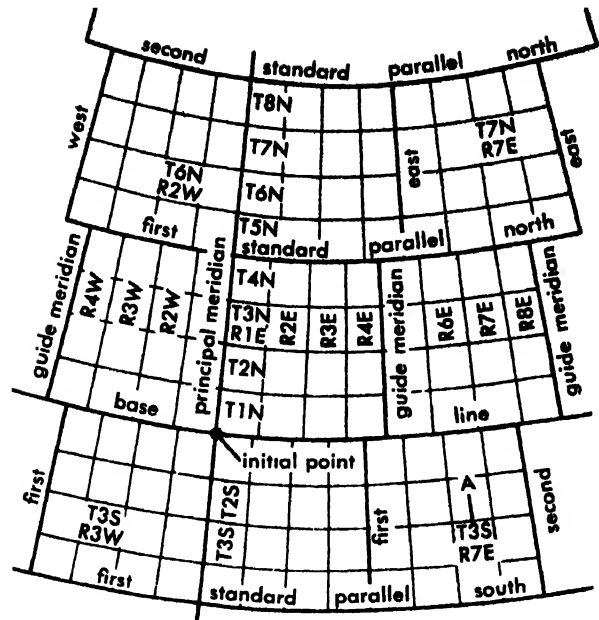 second standard parallel north
T8N
west
T7N
T7N
R7E
east
east
T6N
R2W
T6N
T5N
first standard parallel north
guide meridian
R4W
R3W
R2W
principal meridian
T4N
T3N
R1E
R2E
R3E
R4E
guide meridian
R6E
R7E
R8E
guide meridian
T2N
T1N
base line
initial point
first
T2S
T3S
T3S
R3W
first
A
T3S
R7E
second
first standard parallel south